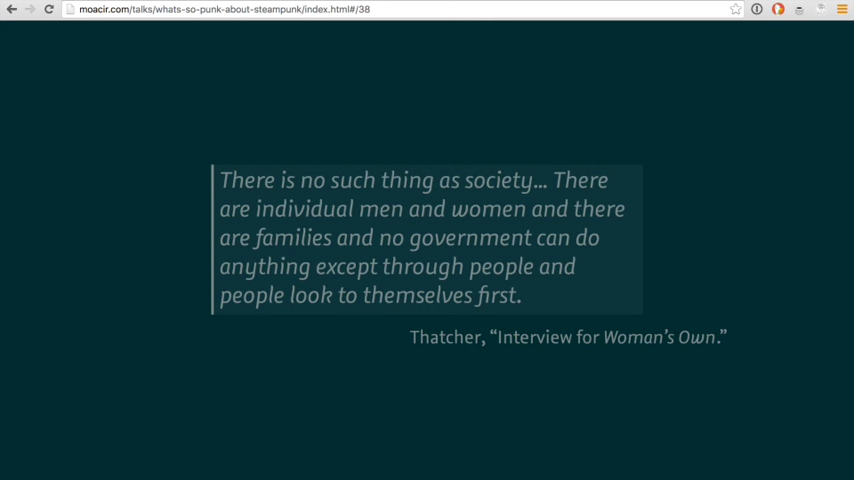 moacir.com/talks/whats-so-punk-about-steampunk/index.html#/38
There is no such thing as society... There
are individual men and women and there
are families and no government can do
anything except through people and
people look to themselves first.
Thatcher, “Interview for Woman’s Own.”